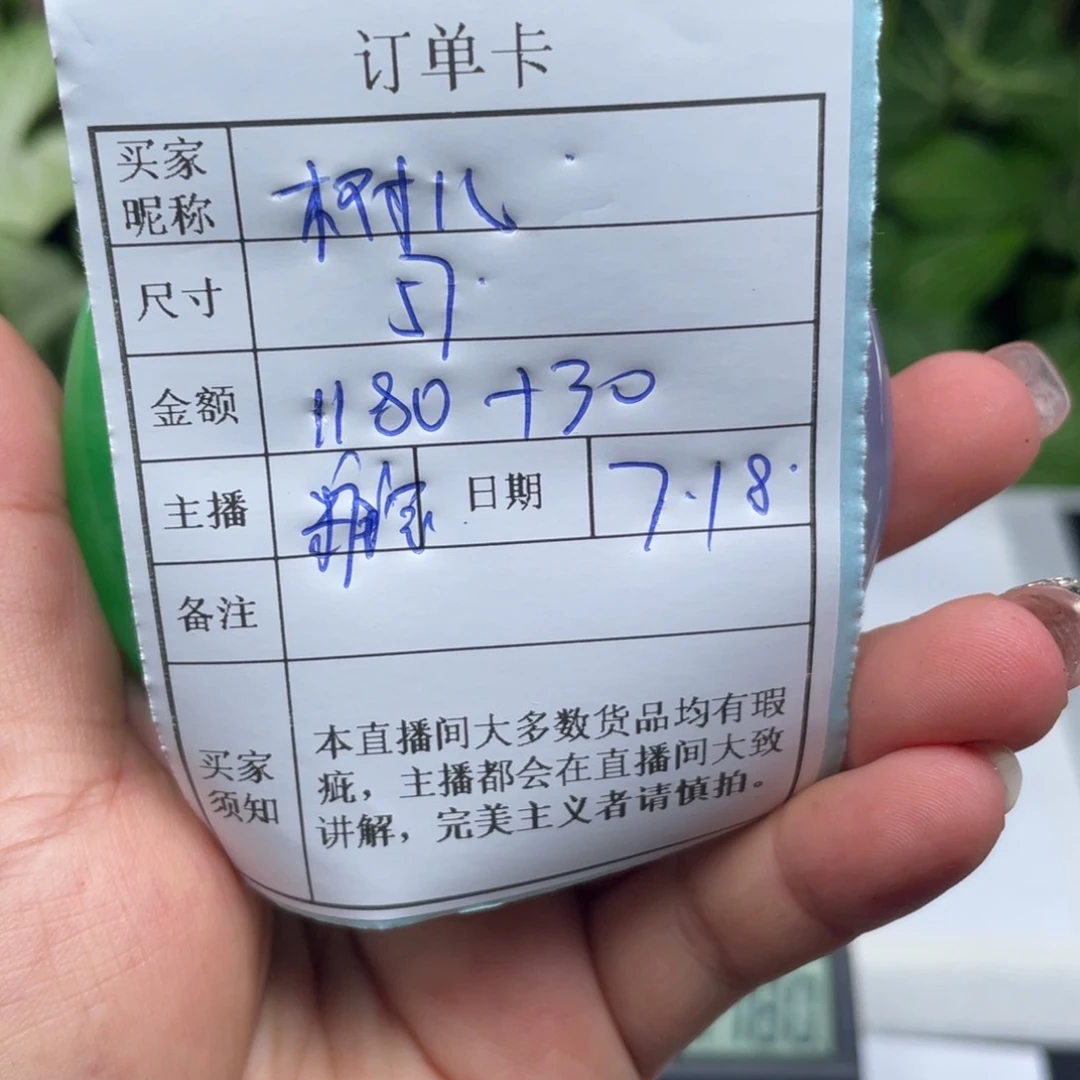 订单卡
买家昵称 树儿
尺寸 57.
金额 1180+30
主播
日期 7.18.
备注
买家须知
本直播间大多数货品均有瑕
疵，主播都会在直播间大致
讲解，完美主义者请慎拍。